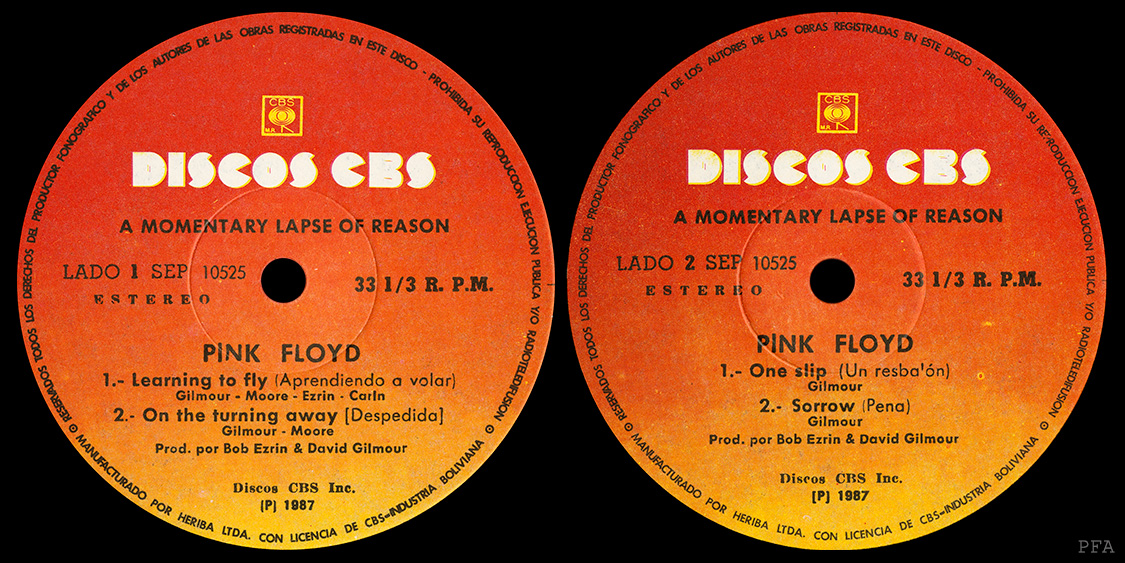 RESERVADOS TODOS LOS DERECHOS DEL PRODUCTOR FONOGRAFICO Y DE LOS AUTORES DE LAS OBRAS REGISTRADAS EN ESTE DISCO - PROHIBIDA SU REPRODUCCION EJECUCION PUBLICA Y/O RADIOTELEDIFUSION
CBS
M.R.
DISCOS CBS
A MOMENTARY LAPSE OF REASON
LADO 1 SEP 10525
ESTEREO
33 1/3 R. P.M.
PINK FLOYD
1.- Learning to fly (Aprendiendo a volar)
Gilmour - Moore - Ezrin - Carln
2.- On the turning away [Despedida]
Gilmour - Moore
Prod. por Bob Ezrin & David Gilmour
Discos CBS Inc.
(P) 1987
MANUFACTURADO POR HERIBA LTDA. CON LICENCIA DE CBS-INDUSTRIA BOLIVIANA
RESERVADOS TODOS LOS DERECHOS DEL PRODUCTOR FONOGRAFICO Y DE LOS AUTORES DE LAS OBRAS REGISTRADAS EN ESTE DISCO - PROHIBIDA SU REPRODUCCION EJECUCION PUBLICA Y/O RADIOTELEDIFUSION
CBS
M.R.
DISCOS CBS
A MOMENTARY LAPSE OF REASON
LADO 2 SEP 10525
ESTEREO
33 1/3 R. P.M.
PINK FLOYD
1.- One slip (Un resba'ón)
Gilmour
2.- Sorrow (Pena)
Gilmour
Prod. por Bob Ezrin & David Gilmour
Discos CBS Inc.
(P) 1987
MANUFACTURADO POR HERIBA LTDA. CON LICENCIA DE CBS-INDUSTRIA BOLIVIANA
PFA